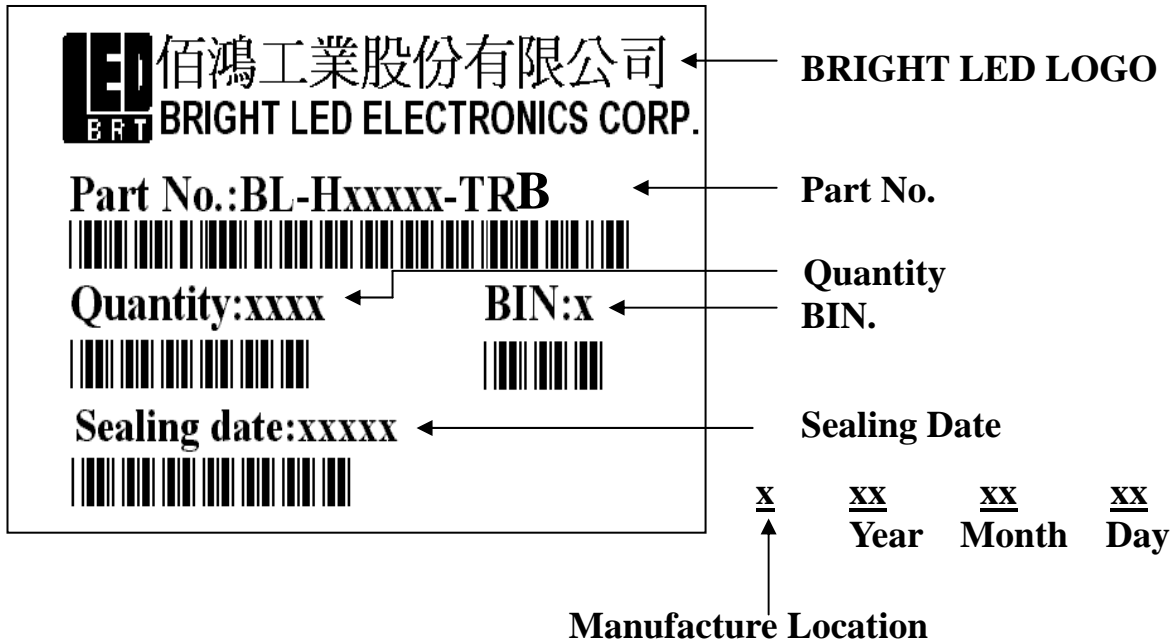 LED
佰鴻工業股份有限公司
BRT
BRIGHT LED ELECTRONICS CORP.
BRIGHT LED LOGO
Part No.:BL-Hxxxxx-TRB
Part No.
Quantity:xxxx
BIN:x
Quantity
BIN.
Sealing date:xxxxx
Sealing Date
x xx xx xx
Year Month Day
Manufacture Location